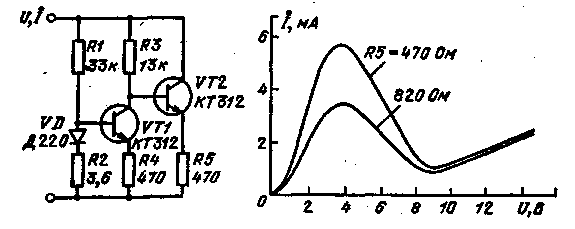 U, İ
R1
33к
R3
13к
VT2
КТ312
VD
Д220
VT1
КТ312
R2
3,6
R4
470
R5
470
İ, мА
6
4
2
0
R5=470 Ом
820 Ом
2
4
6
8
10
12
U, В